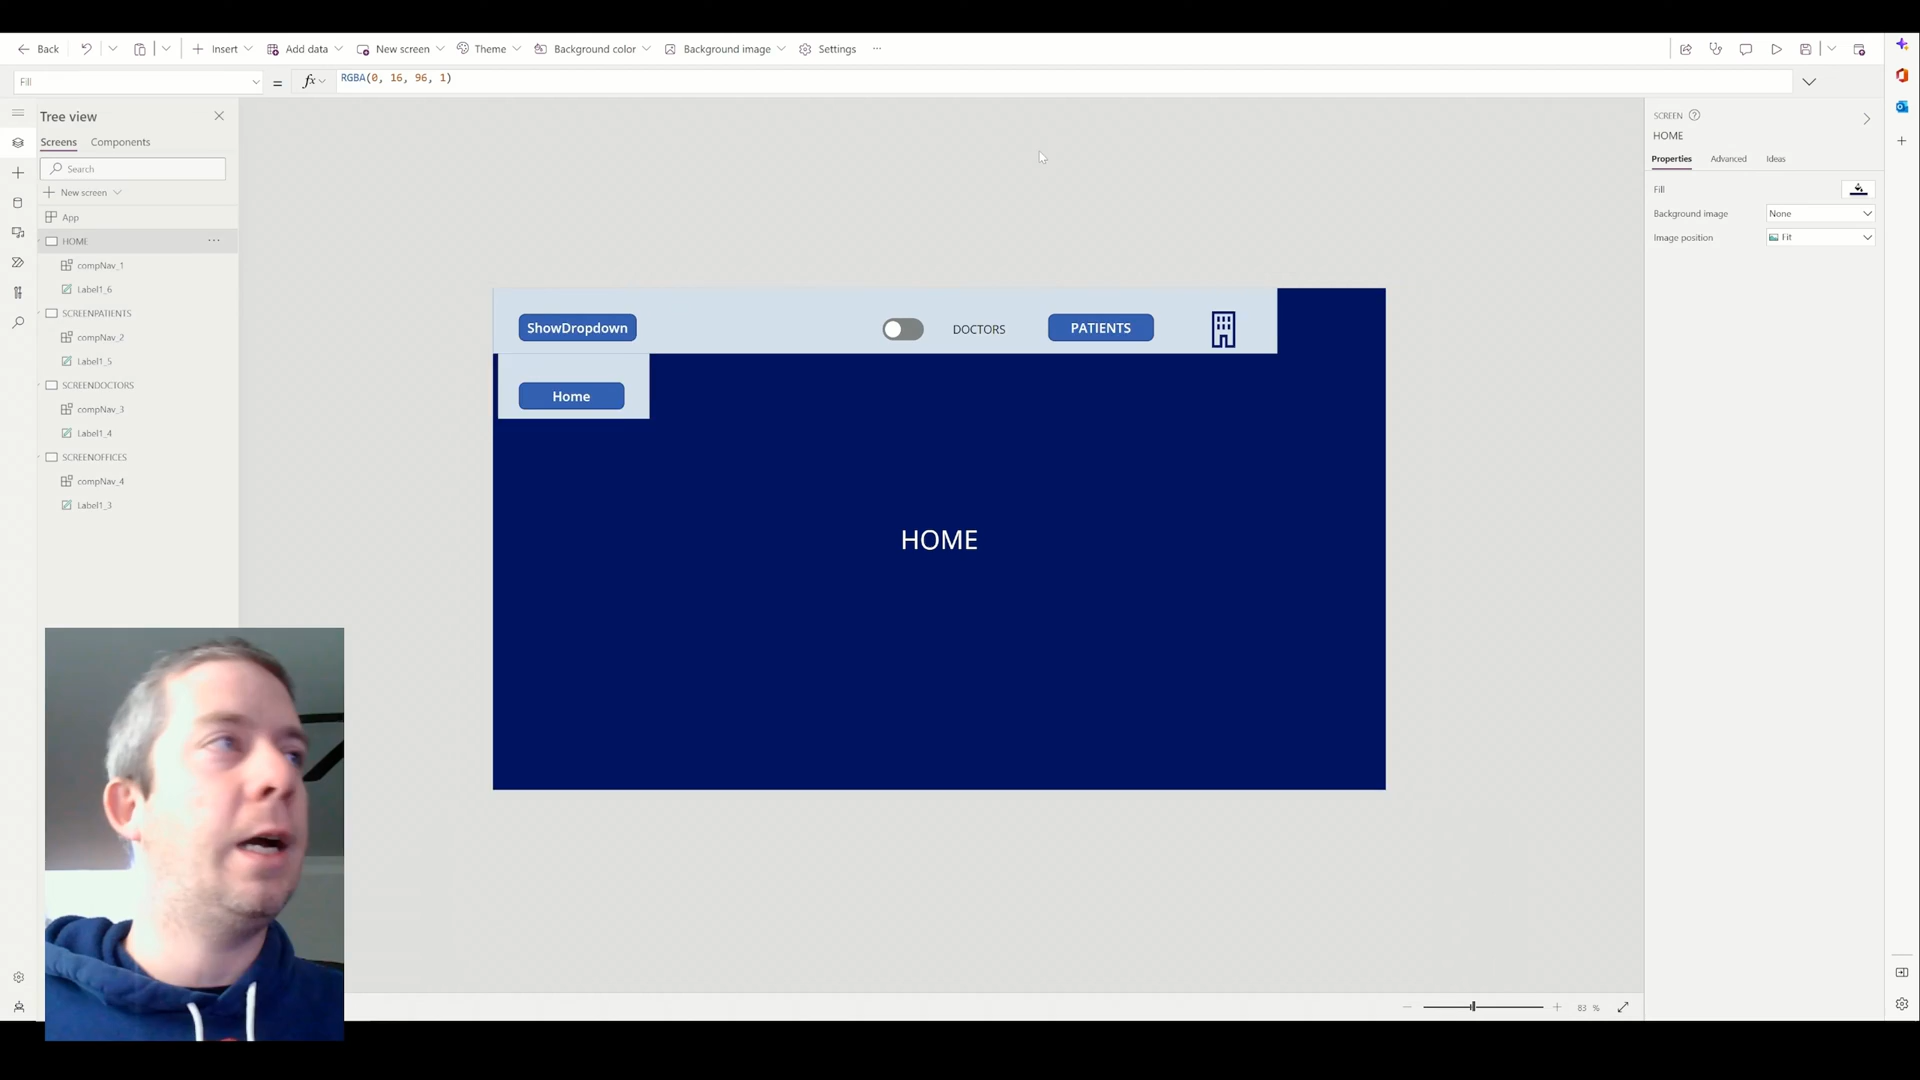 Back
Insert
Add data
New screen
Theme
Background color
Background image
Settings
Fill
=
fx
RGBA(0, 16, 96, 1)
Tree view
Screens
Components
Search
New screen
App
HOME
compNav_1
Label1_6
SCREENPATIENTS
compNav_2
Label1_5
SCREENDOCTORS
compNav_3
Label1_4
SCREENOFFICES
compNav_4
Label1_3
ShowDropdown
DOCTORS
PATIENTS
Home
HOME
SCREEN
HOME
Properties
Advanced
Ideas
Fill
Background image
None
Image position
Fit
83 %